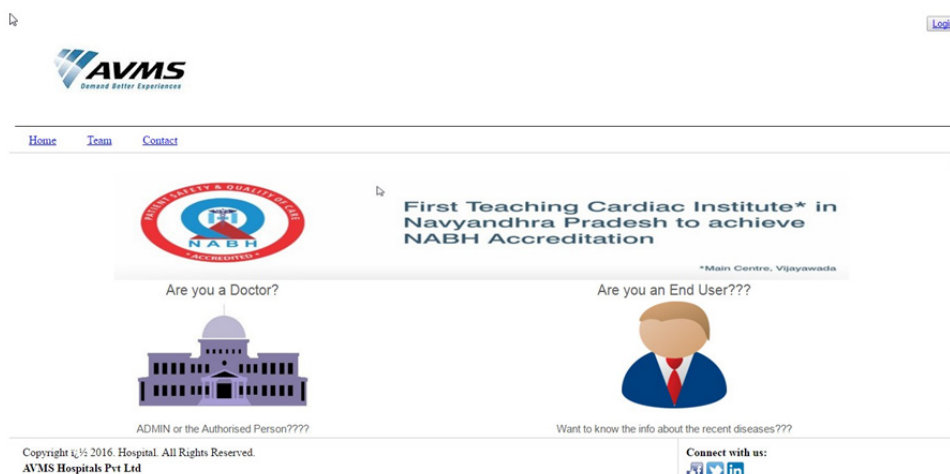 Logi
AVMS
Demand Better Experiences
Home Team Contact
PATIENT SAFETY & QUALITY OF CARE
NABH
• ACCREDITED •
First Teaching Cardiac Institute* in
Navyandhra Pradesh to achieve
NABH Accreditation
*Main Centre, Vijayawada
Are you a Doctor? Are you an End User???
ADMIN or the Authorised Person???? Want to know the info about the recent diseases???
Copyright ï¿½ 2016. Hospital. All Rights Reserved. Connect with us:
AVMS Hospitals Pvt Ltd
in